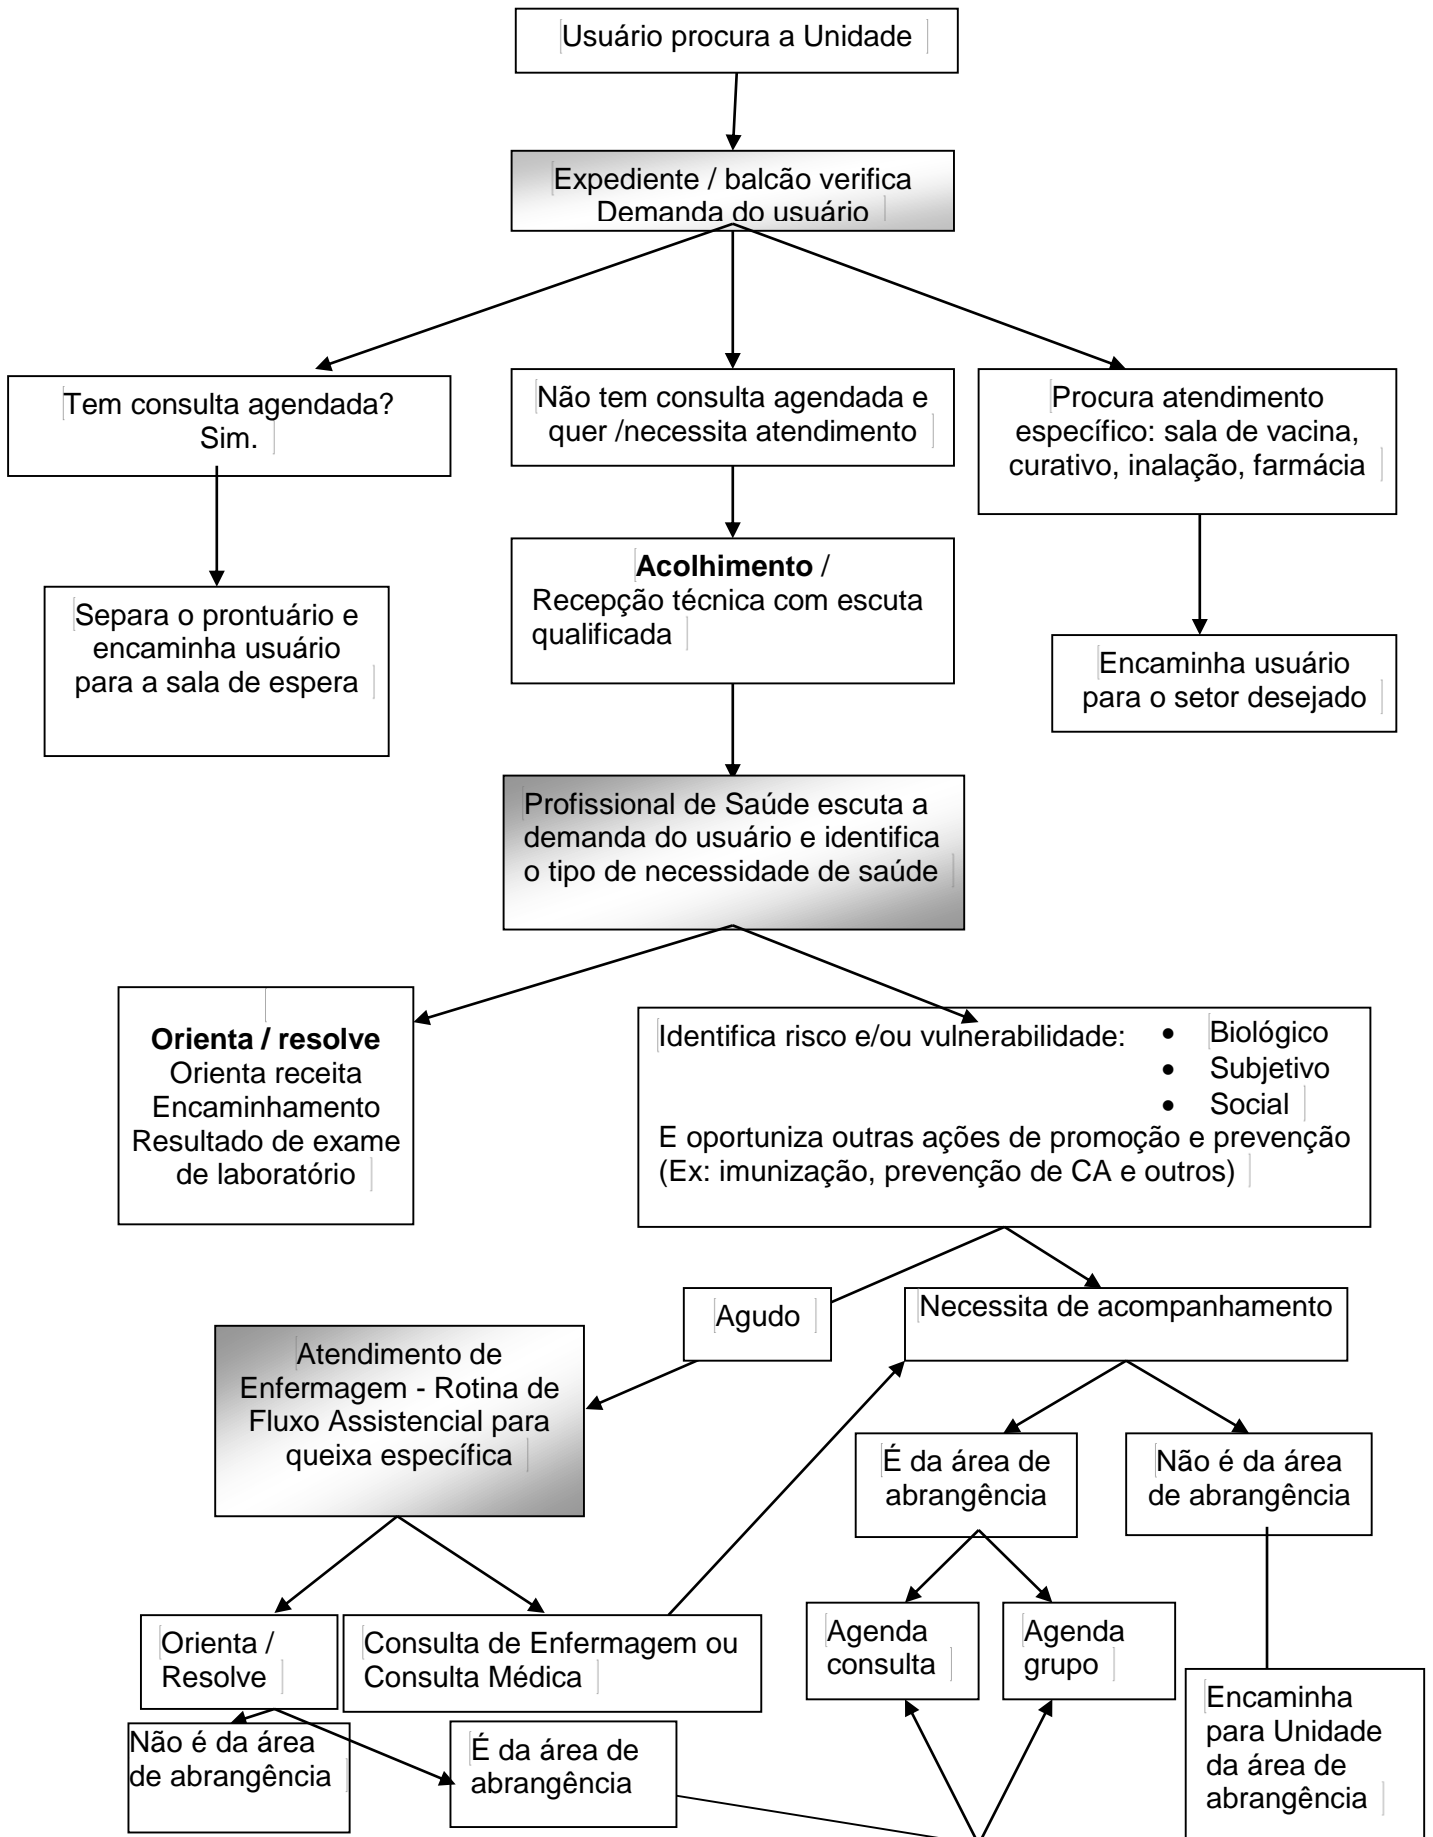 Usuário procura a Unidade
Expediente / balcão verifica
Demanda do usuário
Tem consulta agendada?
Sim.
Não tem consulta agendada e
quer /necessita atendimento
Procura atendimento
específico: sala de vacina,
curativo, inalação, farmácia
Separa o prontuário e
encaminha usuário
para a sala de espera
Acolhimento /
Recepção técnica com escuta
qualificada
Encaminha usuário
para o setor desejado
Profissional de Saúde escuta a
demanda do usuário e identifica
o tipo de necessidade de saúde
Orienta / resolve
Orienta receita
Encaminhamento
Resultado de exame
de laboratório
Identifica risco e/ou vulnerabilidade:
• Biológico
• Subjetivo
• Social
E oportuniza outras ações de promoção e prevenção
(Ex: imunização, prevenção de CA e outros)
Agudo
Necessita de acompanhamento
Atendimento de
Enfermagem - Rotina de
Fluxo Assistencial para
queixa específica
É da área de
abrangência
Não é da área
de abrangência
Orienta /
Resolve
Consulta de Enfermagem ou
Consulta Médica
Agenda
consulta
Agenda
grupo
Encaminha
para Unidade
da área de
abrangência
Não é da área
de abrangência
É da área de
abrangência